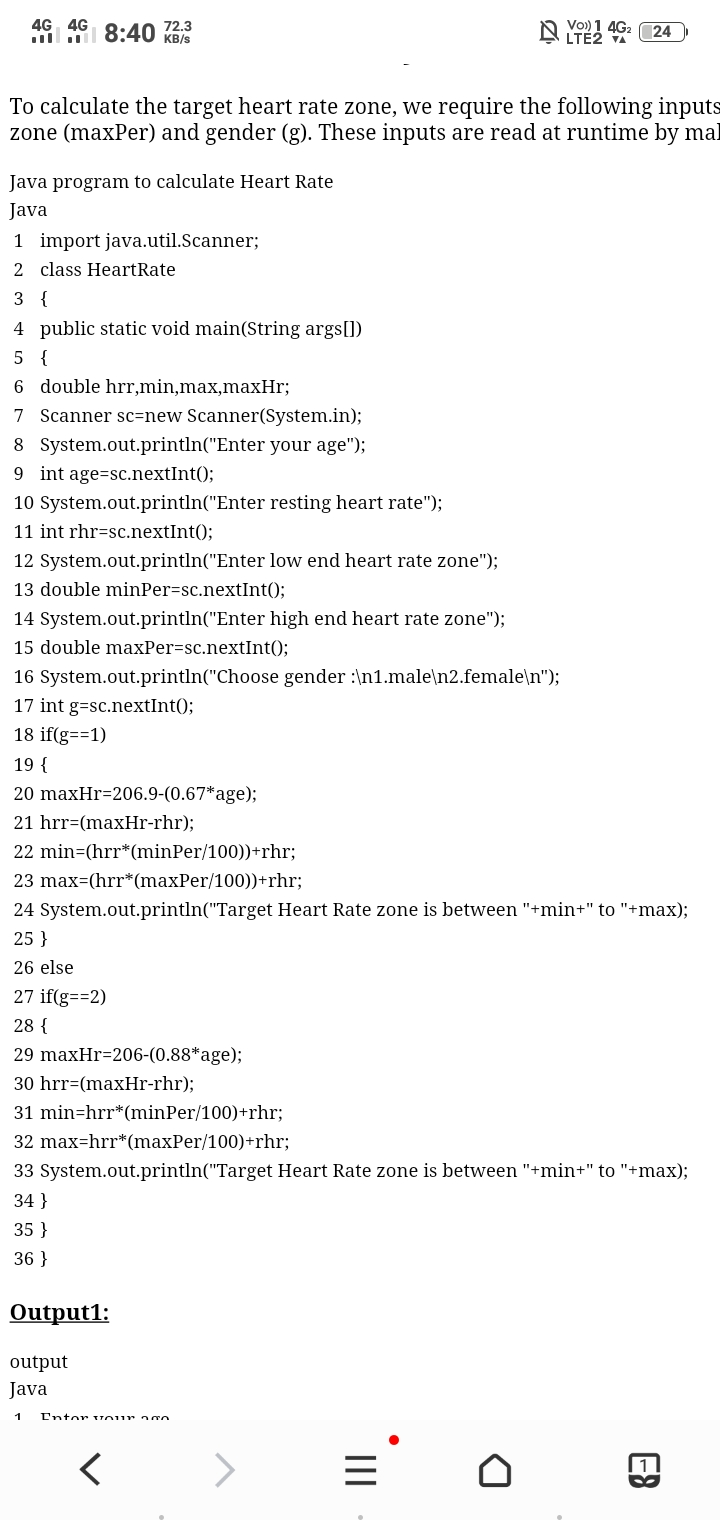 4G 4G 8:40 72.3 KB/s Vo)) 1 LTE2 4G2 24
To calculate the target heart rate zone, we require the following inputs
zone (maxPer) and gender (g). These inputs are read at runtime by
Java program to calculate Heart Rate
Java
1 import java.util.Scanner;
2 class HeartRate
3 {
4 public static void main(String args[])
5 {
6 double hrr,min,max,maxHr;
7 Scanner sc=new Scanner(System.in);
8 System.out.println("Enter your age");
9 int age=sc.nextInt();
10 System.out.println("Enter resting heart rate");
11 int rhr=sc.nextInt();
12 System.out.println("Enter low end heart rate zone");
13 double minPer=sc.nextInt();
14 System.out.println("Enter high end heart rate zone");
15 double maxPer=sc.nextInt();
16 System.out.println("Choose gender :\n1.male\n2.female\n");
17 int g=sc.nextInt();
18 if(g==1)
19 {
20 maxHr=206.9-(0.67*age);
21 hrr=(maxHr-rhr);
22 min=(hrr*(minPer/100))+rhr;
23 max=(hrr*(maxPer/100))+rhr;
24 System.out.println("Target Heart Rate zone is between "+min+" to "+max);
25 }
26 else
27 if(g==2)
28 {
29 maxHr=206-(0.88*age);
30 hrr=(maxHr-rhr);
31 min=hrr*(minPer/100)+rhr;
32 max=hrr*(maxPer/100)+rhr;
33 System.out.println("Target Heart Rate zone is between "+min+" to "+max);
34 }
35 }
36 }
Output1:
output
Java
1 Enter your age
1